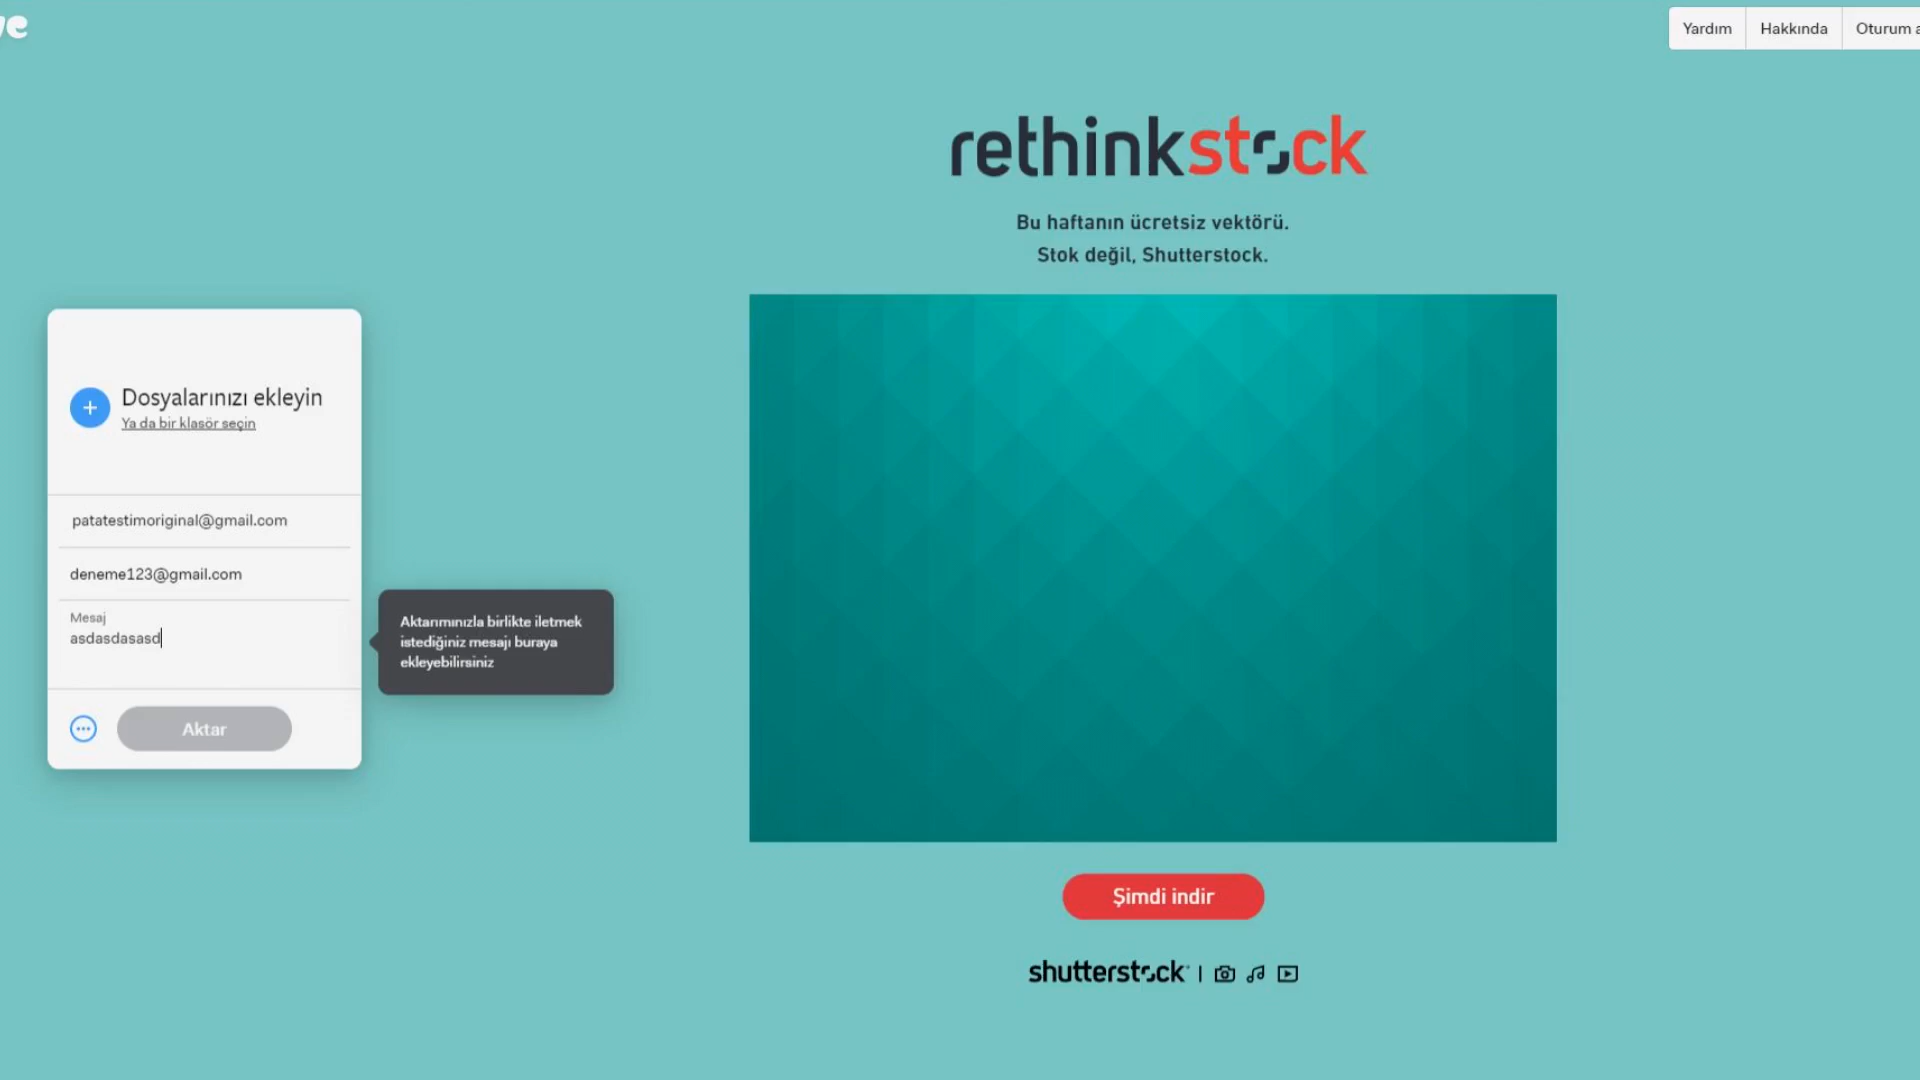 Yardım
Hakkında
Oturum
rethinkstock
Bu haftanın ücretsiz vektörü.
Stok değil, Shutterstock.
Dosyalarınızı ekleyin
Ya da bir klasör seçin
patatestimoriginal@gmail.com
deneme123@gmail.com
Mesaj
asdasdasasd
Aktarımınızla birlikte iletmek
istediğiniz mesajı buraya
ekleyebilirsiniz
Aktar
Şimdi indir
shutterstock